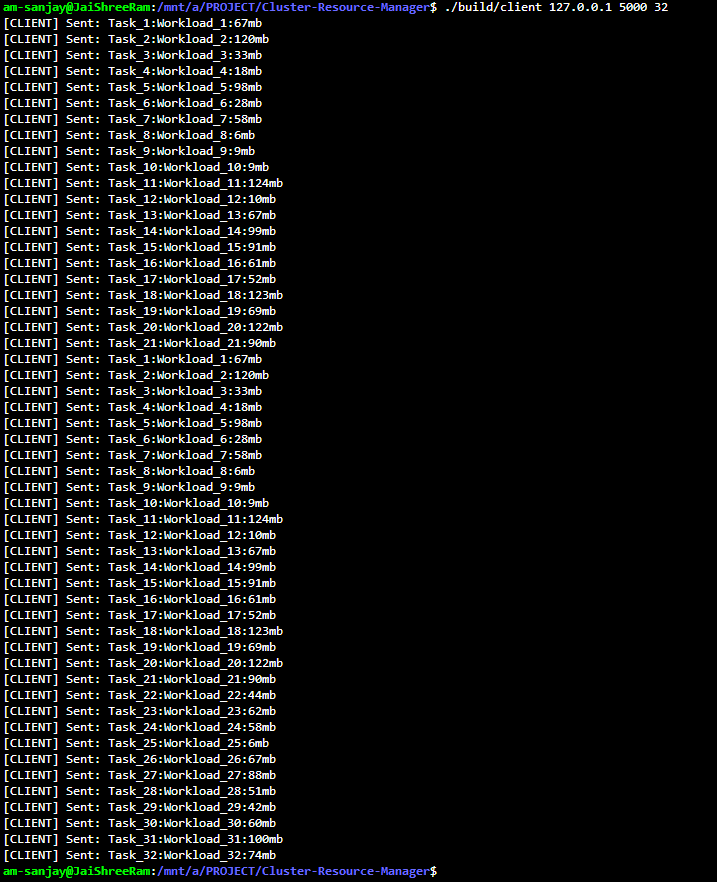 am-sanjay@JaiShreeRam:/mnt/a/PROJECT/Cluster-Resource-Manager$ ./build/client 127.0.0.1 5000 32
[CLIENT] Sent: Task_1:Workload_1:67mb
[CLIENT] Sent: Task_2:Workload_2:120mb
[CLIENT] Sent: Task_3:Workload_3:33mb
[CLIENT] Sent: Task_4:Workload_4:18mb
[CLIENT] Sent: Task_5:Workload_5:98mb
[CLIENT] Sent: Task_6:Workload_6:28mb
[CLIENT] Sent: Task_7:Workload_7:58mb
[CLIENT] Sent: Task_8:Workload_8:6mb
[CLIENT] Sent: Task_9:Workload_9:9mb
[CLIENT] Sent: Task_10:Workload_10:9mb
[CLIENT] Sent: Task_11:Workload_11:124mb
[CLIENT] Sent: Task_12:Workload_12:10mb
[CLIENT] Sent: Task_13:Workload_13:67mb
[CLIENT] Sent: Task_14:Workload_14:99mb
[CLIENT] Sent: Task_15:Workload_15:91mb
[CLIENT] Sent: Task_16:Workload_16:61mb
[CLIENT] Sent: Task_17:Workload_17:52mb
[CLIENT] Sent: Task_18:Workload_18:123mb
[CLIENT] Sent: Task_19:Workload_19:69mb
[CLIENT] Sent: Task_20:Workload_20:122mb
[CLIENT] Sent: Task_21:Workload_21:90mb
[CLIENT] Sent: Task_1:Workload_1:67mb
[CLIENT] Sent: Task_2:Workload_2:120mb
[CLIENT] Sent: Task_3:Workload_3:33mb
[CLIENT] Sent: Task_4:Workload_4:18mb
[CLIENT] Sent: Task_5:Workload_5:98mb
[CLIENT] Sent: Task_6:Workload_6:28mb
[CLIENT] Sent: Task_7:Workload_7:58mb
[CLIENT] Sent: Task_8:Workload_8:6mb
[CLIENT] Sent: Task_9:Workload_9:9mb
[CLIENT] Sent: Task_10:Workload_10:9mb
[CLIENT] Sent: Task_11:Workload_11:124mb
[CLIENT] Sent: Task_12:Workload_12:10mb
[CLIENT] Sent: Task_13:Workload_13:67mb
[CLIENT] Sent: Task_14:Workload_14:99mb
[CLIENT] Sent: Task_15:Workload_15:91mb
[CLIENT] Sent: Task_16:Workload_16:61mb
[CLIENT] Sent: Task_17:Workload_17:52mb
[CLIENT] Sent: Task_18:Workload_18:123mb
[CLIENT] Sent: Task_19:Workload_19:69mb
[CLIENT] Sent: Task_20:Workload_20:122mb
[CLIENT] Sent: Task_21:Workload_21:90mb
[CLIENT] Sent: Task_22:Workload_22:44mb
[CLIENT] Sent: Task_23:Workload_23:62mb
[CLIENT] Sent: Task_24:Workload_24:58mb
[CLIENT] Sent: Task_25:Workload_25:6mb
[CLIENT] Sent: Task_26:Workload_26:67mb
[CLIENT] Sent: Task_27:Workload_27:88mb
[CLIENT] Sent: Task_28:Workload_28:51mb
[CLIENT] Sent: Task_29:Workload_29:42mb
[CLIENT] Sent: Task_30:Workload_30:60mb
[CLIENT] Sent: Task_31:Workload_31:100mb
[CLIENT] Sent: Task_32:Workload_32:74mb
am-sanjay@JaiShreeRam:/mnt/a/PROJECT/Cluster-Resource-Manager$